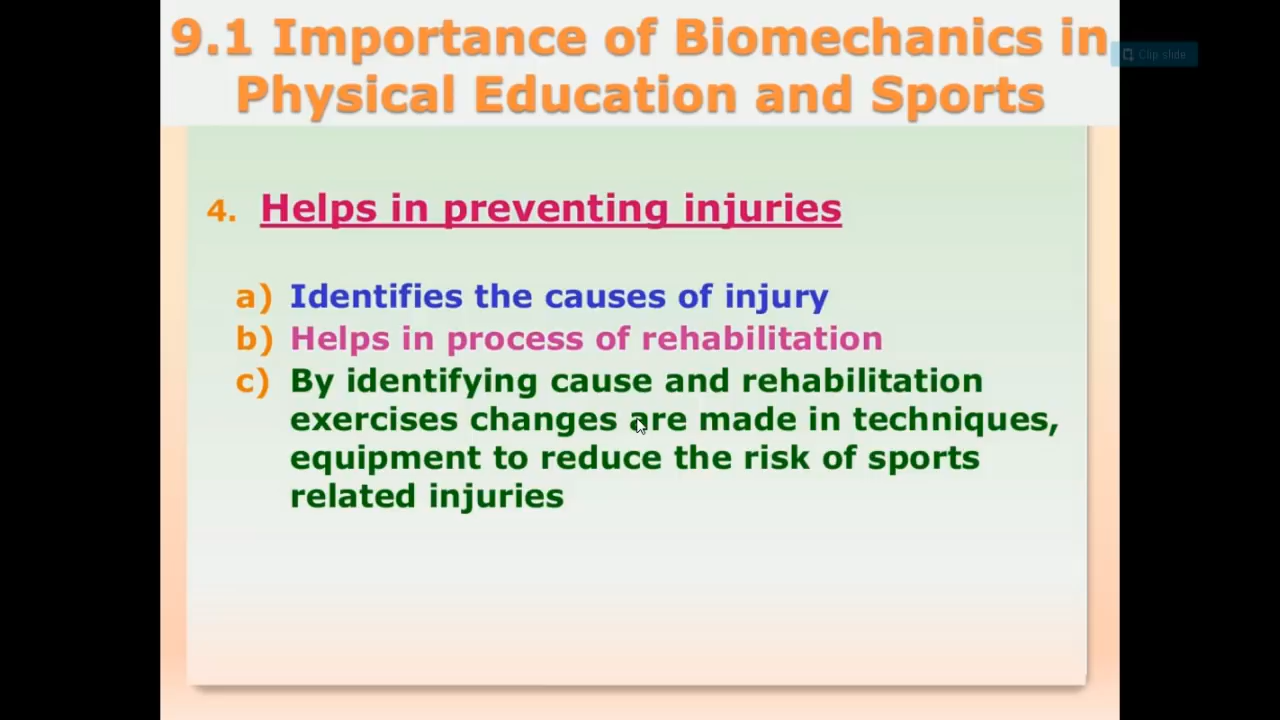 9.1 Importance of Biomechanics in
Physical Education and Sports
Clip slide
4. Helps in preventing injuries
a) Identifies the causes of injury
b) Helps in process of rehabilitation
c) By identifying cause and rehabilitation
exercises changes are made in techniques,
equipment to reduce the risk of sports
related injuries